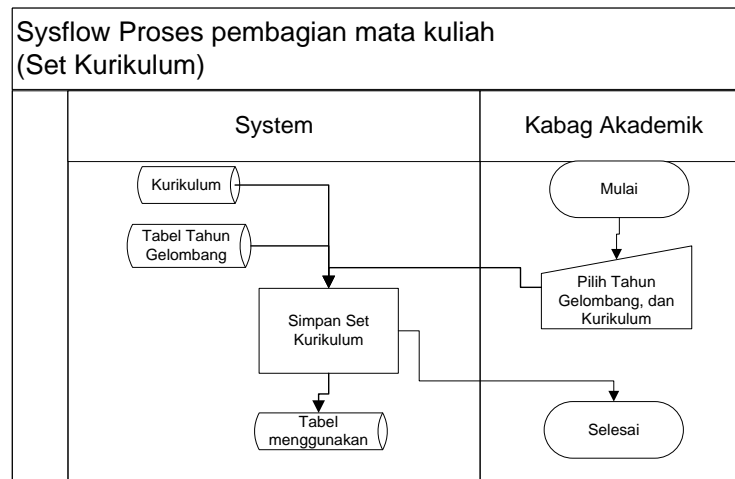 Sysflow Proses pembagian mata kuliah
(Set Kurikulum)
System
Kabag Akademik
Kurikulum
Mulai
Tabel Tahun
Gelombang
Pilih Tahun
Gelombang, dan
Kurikulum
Simpan Set
Kurikulum
Tabel
menggunakan
Selesai